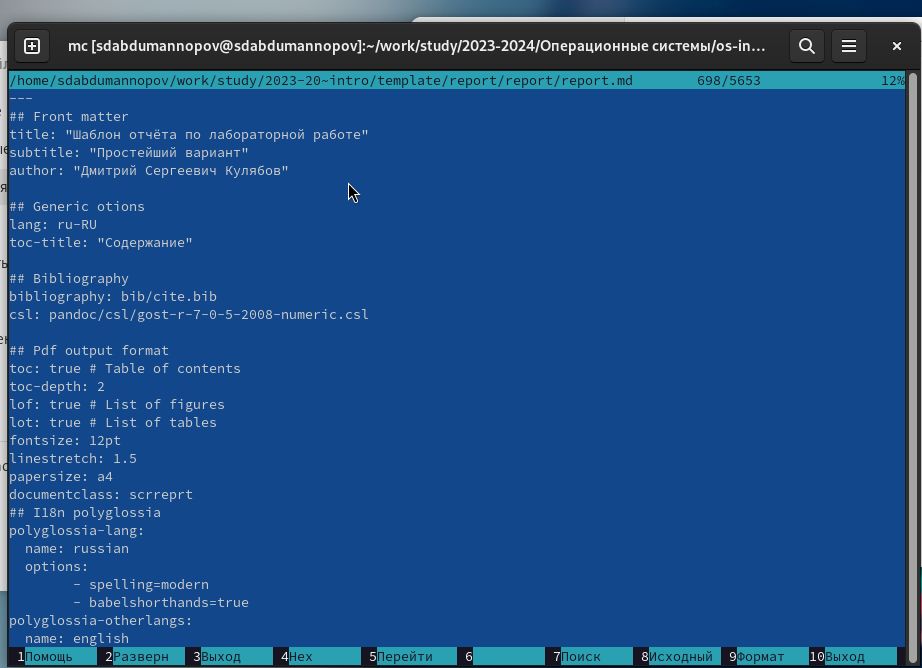 mc [sdabdumannopov@sdabdumannopov]:~/work/study/2023-2024/Операционные системы/os-in...
/home/sdabdumannopov/work/study/2023-20~intro/template/report/report/report.md 698/5653 12%
---
## Front matter
title: "Шаблон отчёта по лабораторной работе"
subtitle: "Простейший вариант"
author: "Дмитрий Сергеевич Кулябов"
## Generic otions
lang: ru-RU
toc-title: "Содержание"
## Bibliography
bibliography: bib/cite.bib
csl: pandoc/csl/gost-r-7-0-5-2008-numeric.csl
## Pdf output format
toc: true # Table of contents
toc-depth: 2
lof: true # List of figures
lot: true # List of tables
fontsize: 12pt
linestretch: 1.5
papersize: a4
documentclass: scrreprt
## I18n polyglossia
polyglossia-lang:
  name: russian
  options:
        - spelling=modern
        - babelshorthands=true
polyglossia-otherlangs:
  name: english
1Помощь 2Разверн 3Выход 4Hex 5Перейти 6 7Поиск 8Исходный 9Формат 10Выход